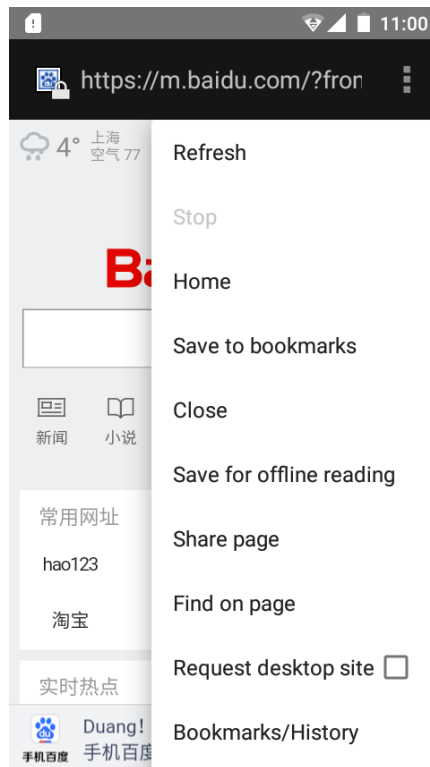 11:00
https://m.baidu.com/?fron
4° 上海
空气 77
Refresh
Stop
Ba
Home
Save to bookmarks
新闻 小说
Close
Save for offline reading
常用网址
Share page
hao123
Find on page
淘宝
Request desktop site
实时热点
Bookmarks/History
du
手机百度
Duang!
手机百度